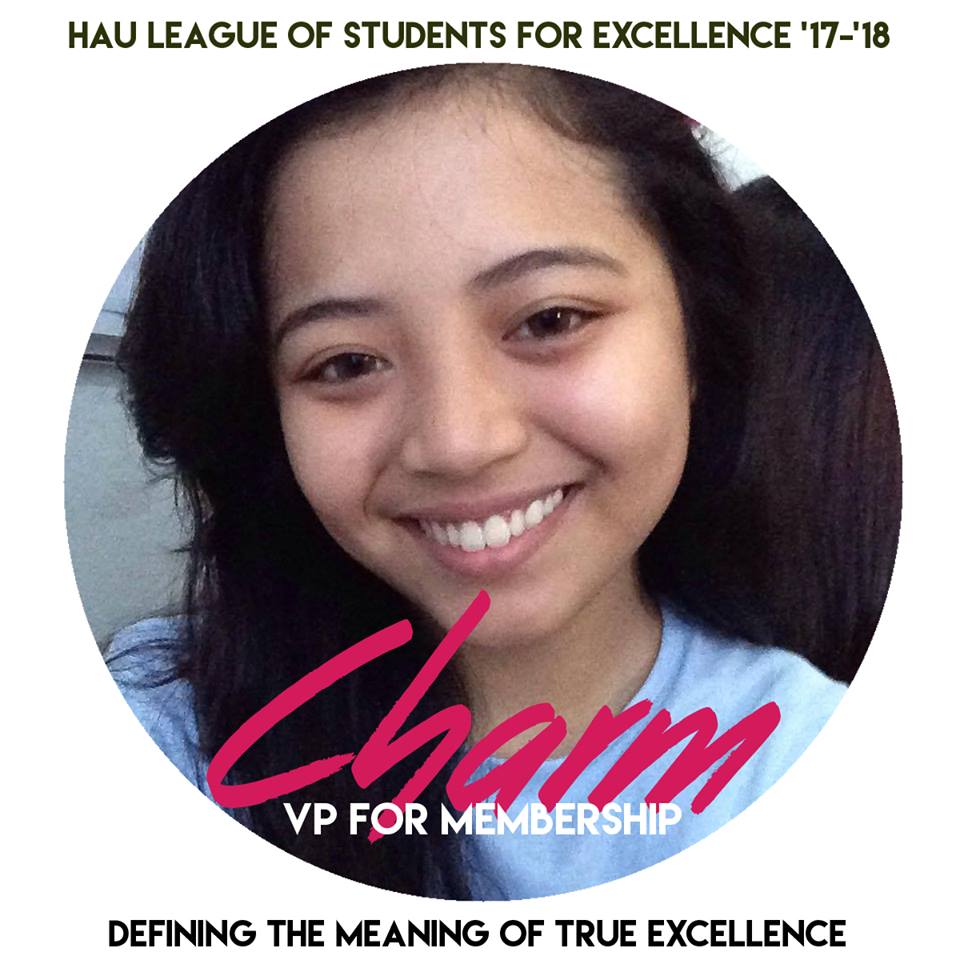 HAU LEAGUE OF STUDENTS FOR EXCELLENCE '17-'18
Charm
VP FOR MEMBERSHIP
DEFINING THE MEANING OF TRUE EXCELLENCE